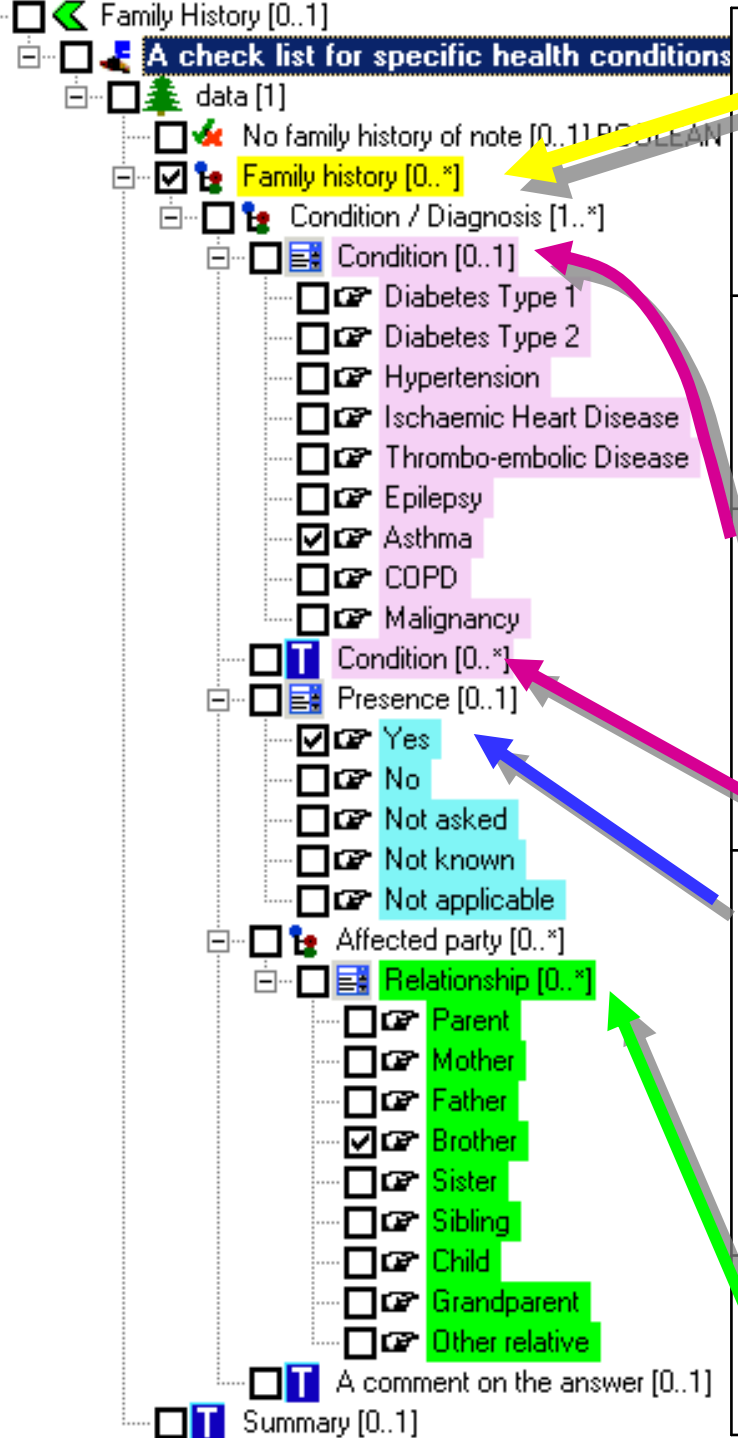 Family History [0..1]
A check list for specific health conditions
data [1]
No family history of note [0..1] BOOLEAN
Family history [0..*]
Condition / Diagnosis [1..*]
Condition [0..1]
Diabetes Type 1
Diabetes Type 2
Hypertension
Ischaemic Heart Disease
Thrombo-embolic Disease
Epilepsy
Asthma
COPD
Malignancy
T Condition [0..*]
Presence [0..1]
Yes
No
Not asked
Not known
Not applicable
Affected party [0..*]
Relationship [0..*]
Parent
Mother
Father
Brother
Sister
Sibling
Child
Grandparent
Other relative
T A comment on the answer [0..1]
T Summary [0..1]